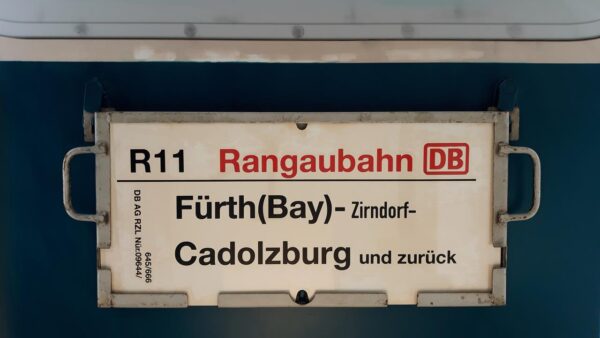 R11 Rangaubahn DB
Fürth(Bay)- Zirndorf-
Cadolzburg und zurück
DB AG RZL Nür.09644/
645/666